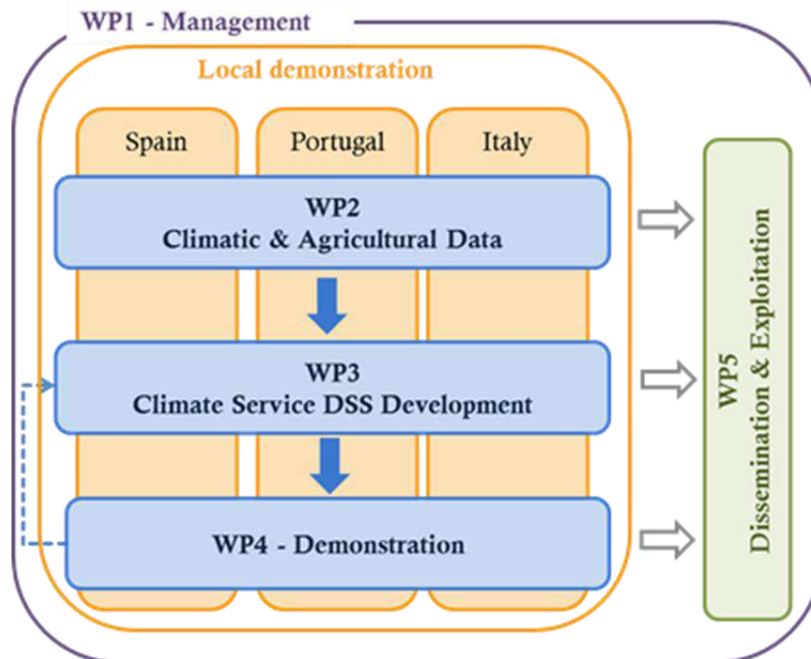 WP1 - Management
Local demonstration
Spain
Portugal
Italy
WP2
Climatic & Agricultural Data
WP3
Climate Service DSS Development
WP4 - Demonstration
WP5
Dissemination & Exploitation